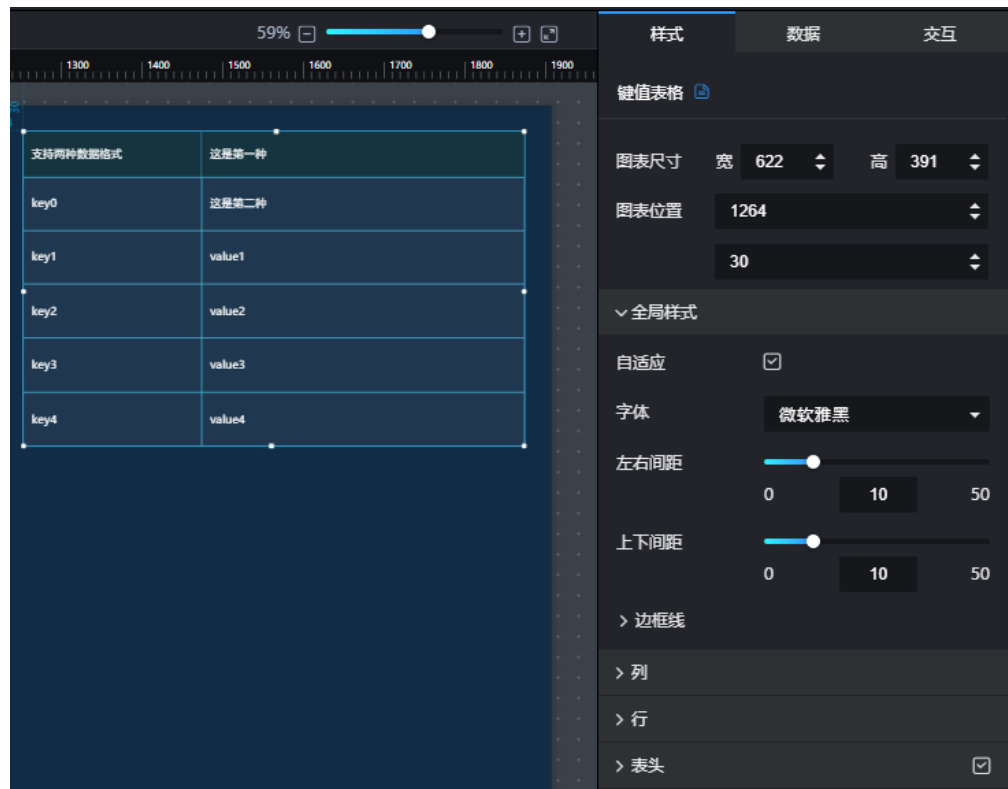 59%
样式 数据 交互
1300 1400 1500 1600 1700 1800 1900
键值表格
支持两种数据格式 这是第一种
key0 这是第二种
key1 value1
key2 value2
key3 value3
key4 value4
图表尺寸 宽 622 高 391
图表位置 1264
30
全局样式
自适应
字体 微软雅黑
左右间距
0 10 50
上下间距
0 10 50
边框线
列
行
表头